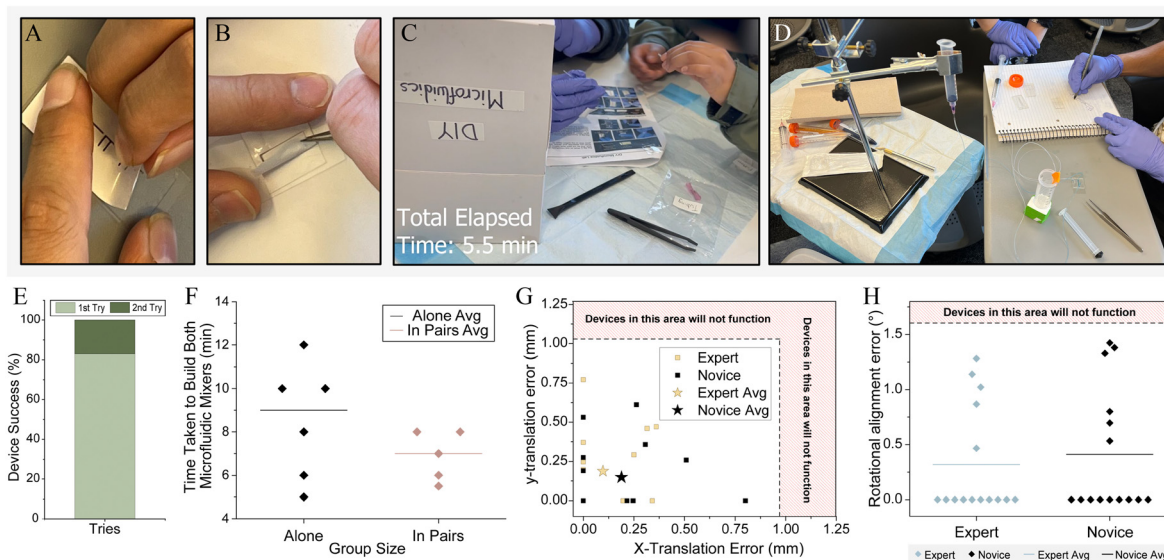 A
B
C
D
Microfluidics
DIY
Total Elapsed
Time: 5.5 min
Tubing
E
1st Try
2nd Try
Device Success (%)
100
80
60
40
20
0
Tries
F
Time Taken to Build Both
Microfluidic Mixers (min)
14
12
10
8
6
4
Alone Avg
In Pairs Avg
Alone
In Pairs
Group Size
G
y-translation error (mm)
1.25
1.00
0.75
0.50
0.25
0.00
Devices in this area will not function
Devices in this area will not function
Expert
Novice
Expert Avg
Novice Avg
0.00
0.25
0.50
0.75
1.00
1.25
X-Translation Error (mm)
H
Rotational alignment error (°)
Devices in this area will not function
1.5
1.0
0.5
0.0
Expert
Novice
Expert
Novice
Expert Avg
Novice Avg